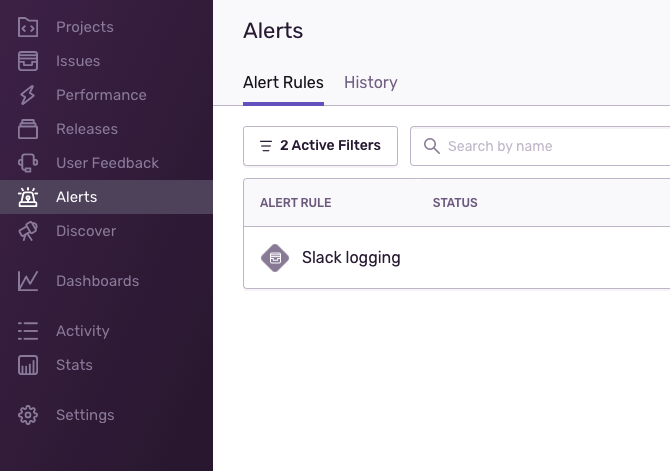 Projects
Issues
Performance
Releases
User Feedback
Alerts
Discover
Dashboards
Activity
Stats
Settings
Alerts
Alert Rules History
2 Active Filters Search by name
ALERT RULE STATUS
Slack logging